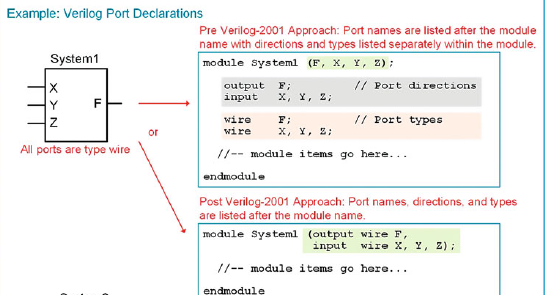 Example: Verilog Port Declarations
Pre Verilog-2001 Approach: Port names are listed after the module
name with directions and types listed separately within the module.
System1
X
Y
Z
F
All ports are type wire
or
module System1 (F, X, Y, Z);
output F; // Port directions
input X, Y, Z;
wire F; // Port types
wire X, Y, Z;
//-- module items go here...
endmodule
Post Verilog-2001 Approach: Port names, directions, and types
are listed after the module name.
module System1 (output wire F,
input wire X, Y, Z);
//-- module items go here...
endmodule